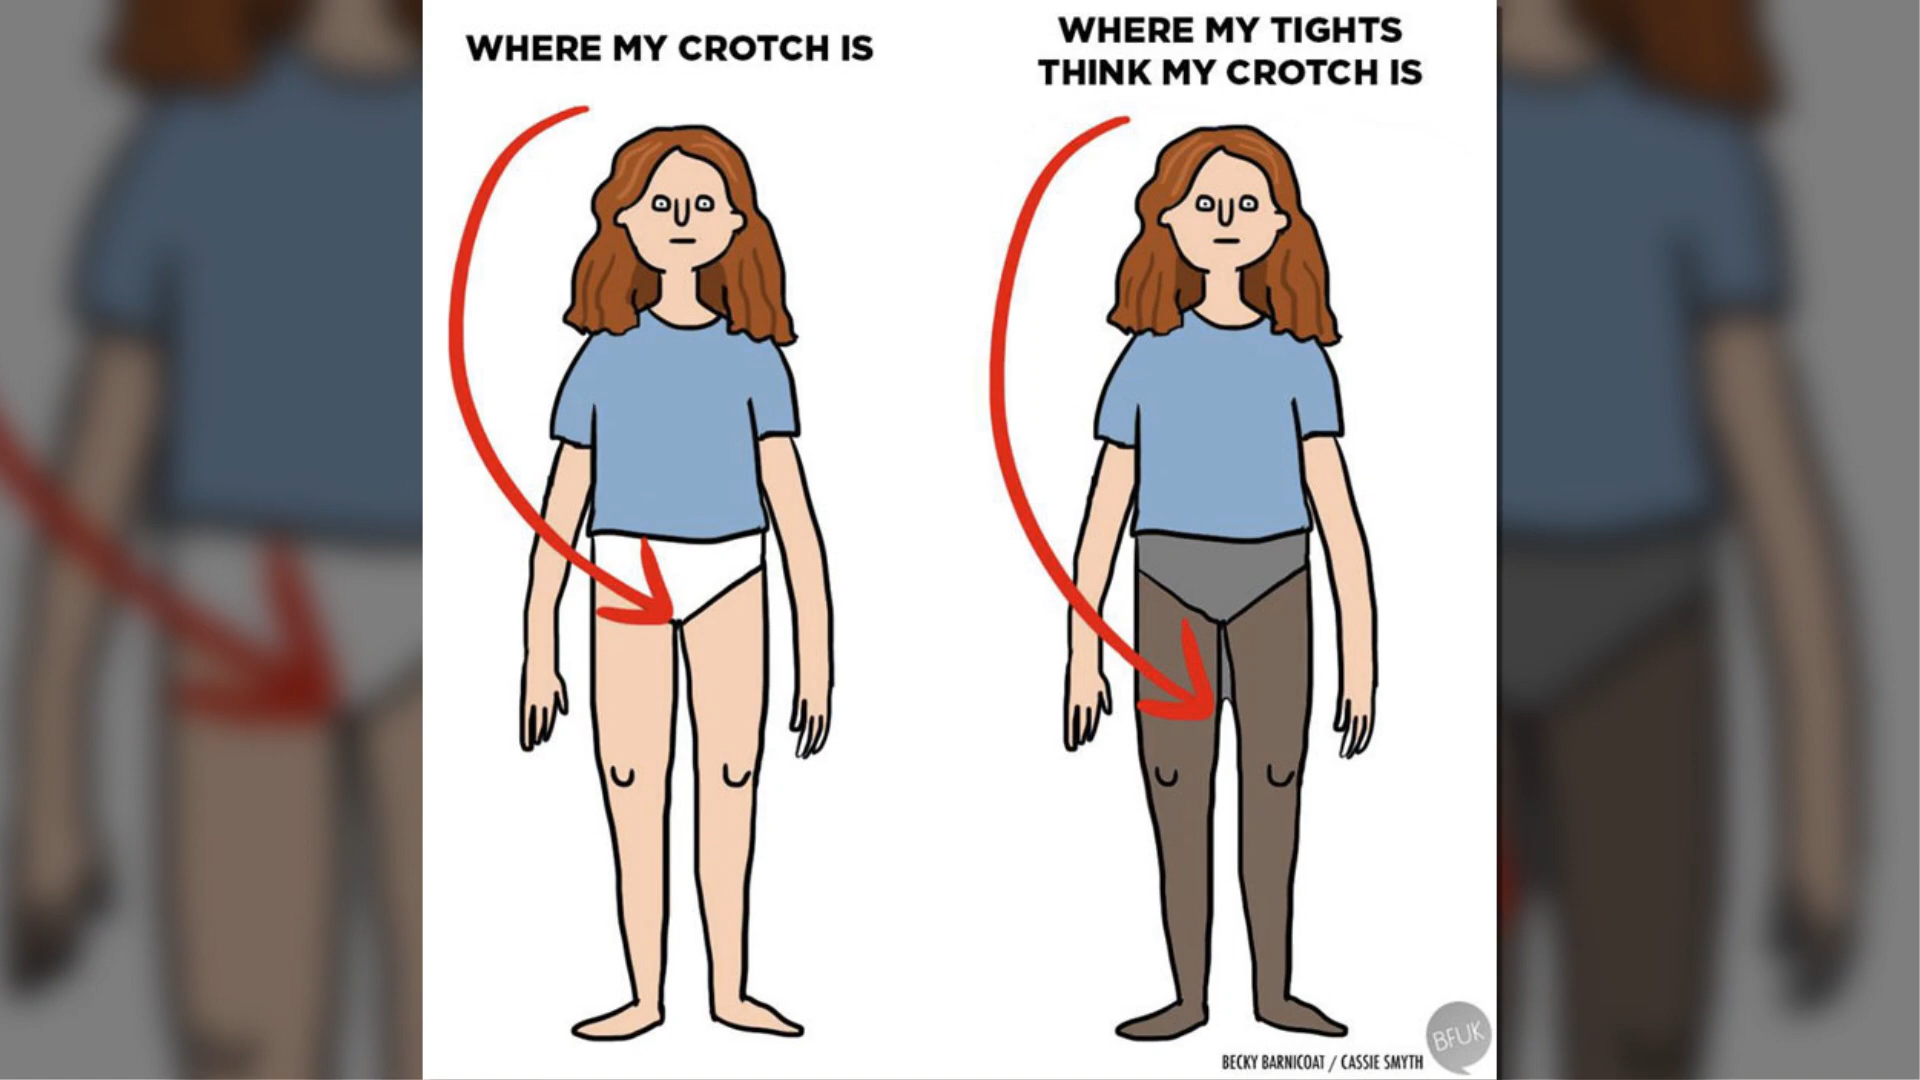 WHERE MY CROTCH IS
WHERE MY TIGHTS
THINK MY CROTCH IS
BECKY BARNICOAT / CASSIE SMYTH
BFUK